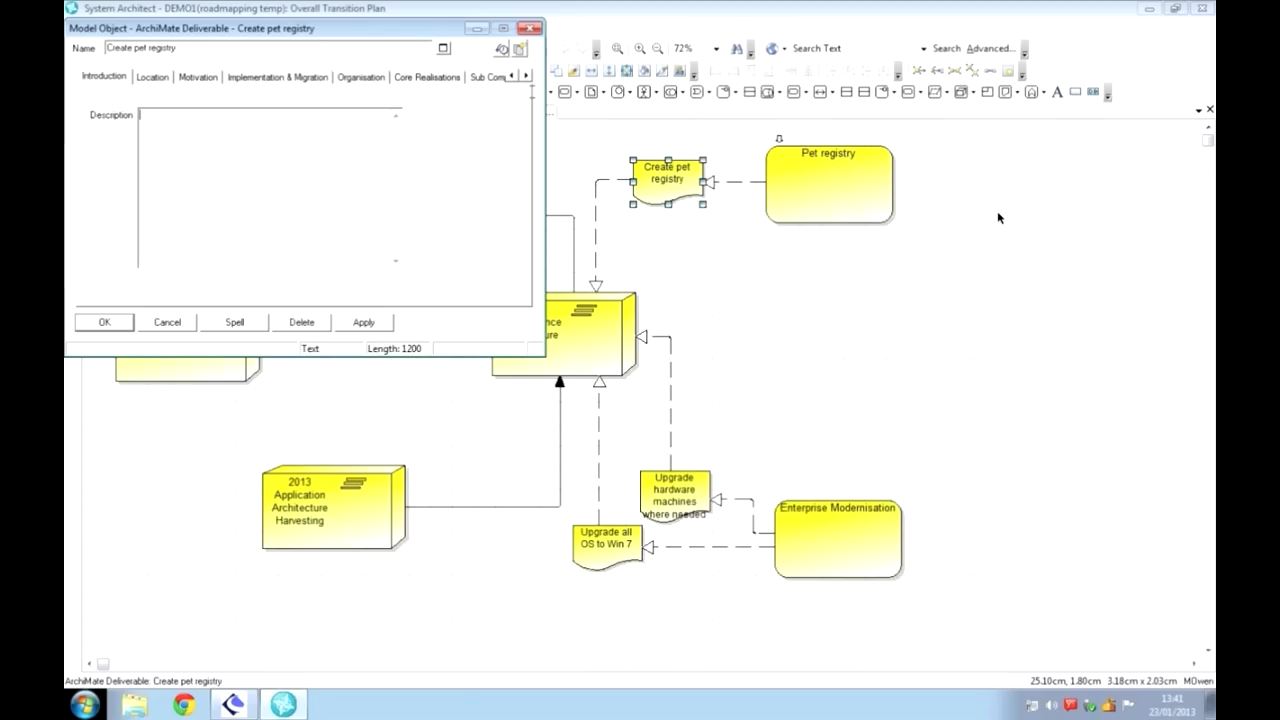 System Architect - DEMO1(roadmapping temp): Overall Transition Plan
Model Object - ArchiMate Deliverable - Create pet registry
Name
Create pet registry
72%
Search Text
Search
Advanced...
Introduction
Location
Motivation
Implementation & Migration
Organisation
Core Realisations
Sub Com
Description
OK
Cancel
Spell
Delete
Apply
Text
Length: 1200
Create pet
registry
Pet registry
nce
ure
2013
Application
Architecture
Harvesting
Upgrade
hardware
machines
where needed
Upgrade all
OS to Win 7
Enterprise Modernisation
ArchiMate Deliverable: Create pet registry
25.10cm, 1.80cm
3.18cm x 2.03cm
MOwen
13:41
23/01/2013